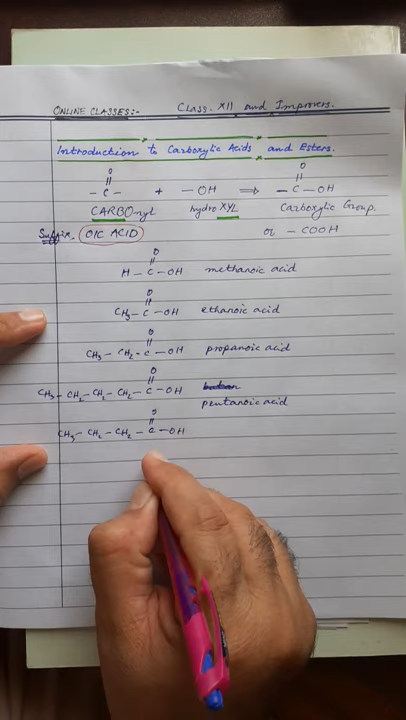 ONLINE CLASSES:- Class. XII and Improvers.
Introduction to Carboxylic Acids and Esters.
O O
|| ||
- C - + - OH ⇒ - C - OH
CARBOnyl hydroXYL Carboxylic Group.
Suffix. OIC ACID or - COOH
O
||
H - C - OH methanoic acid
O
||
CH3 - C - OH ethanoic acid
O
||
CH3 - CH2 - C - OH propanoic acid
O
||
CH3 - CH2 - CH2 - CH2 - C - OH
pentanoic acid
O
||
CH3 - CH2 - CH2 - C - OH